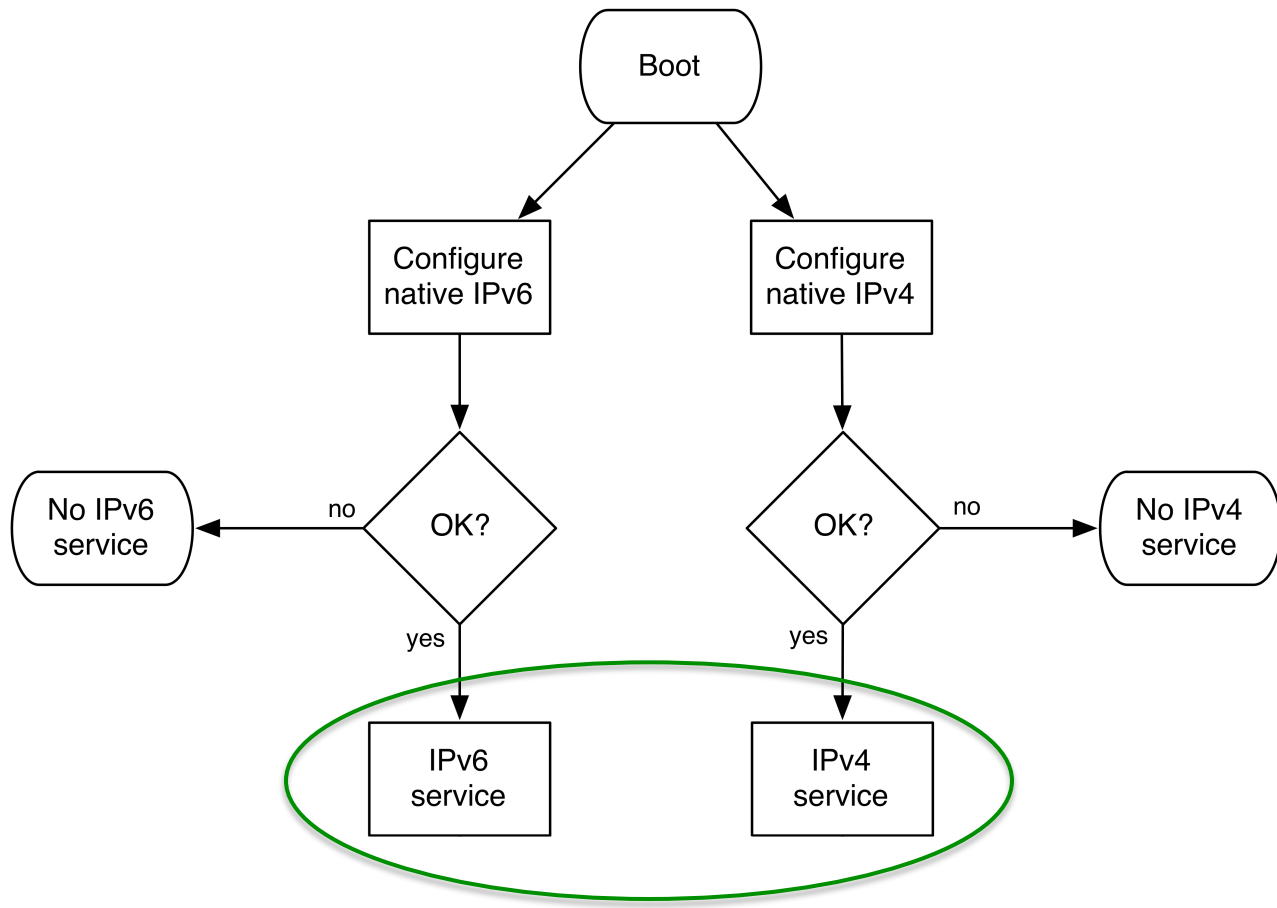 Boot
Configure
native IPv6
Configure
native IPv4
No IPv6
service
no
OK?
OK?
no
No IPv4
service
yes
yes
IPv6
service
IPv4
service